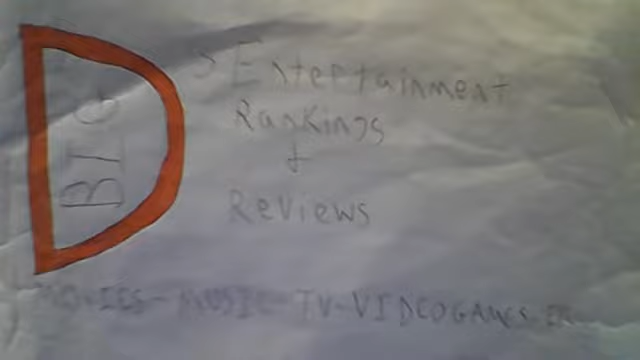 BIG D's Entertainment
Rankings
+
Reviews
MOVIES-MUSIC-TV-VIDEOGAMES-